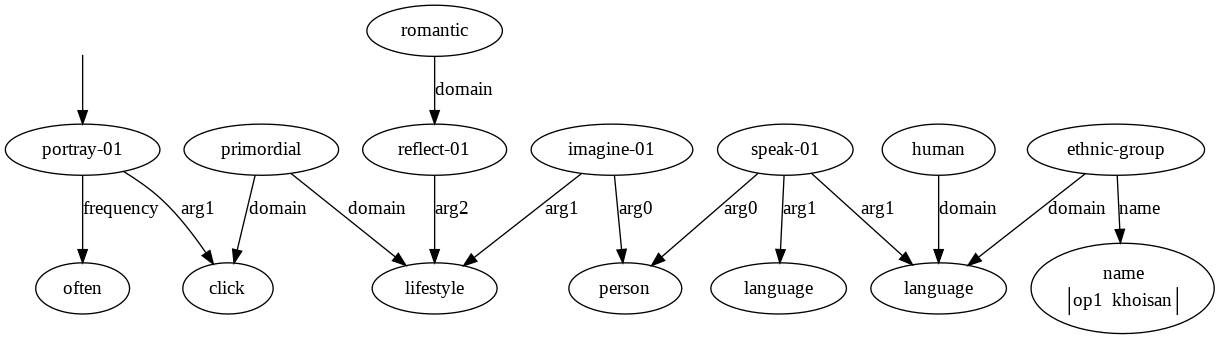 romantic
domain
portray-01
primordial
reflect-01
imagine-01
speak-01
human
ethnic-group
frequency
arg1
domain
domain
arg2
arg1
arg0
arg0
arg1
arg1
domain
domain
name
often
click
lifestyle
person
language
language
name
op1 khoisan